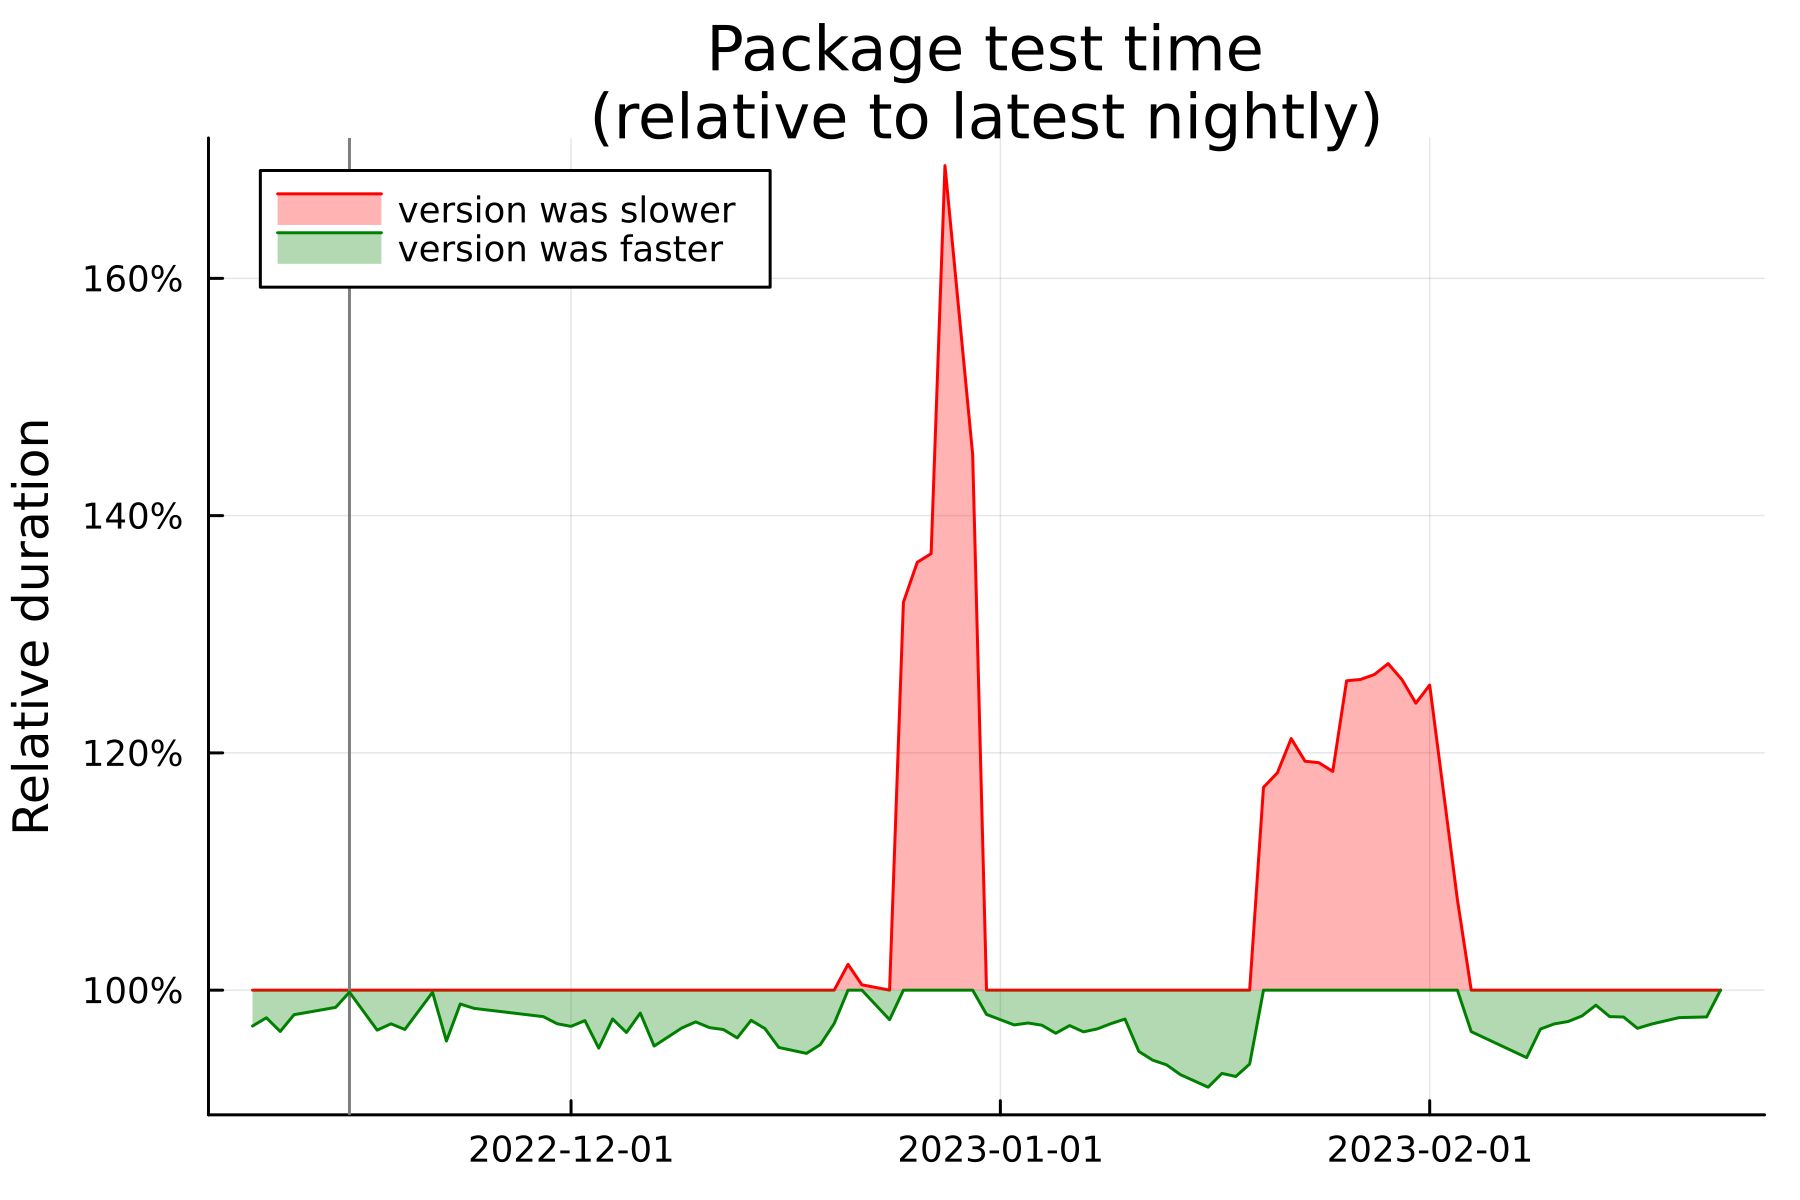 Package test time
(relative to latest nightly)
version was slower
version was faster
Relative duration
160%
140%
120%
100%
2022-12-01
2023-01-01
2023-02-01